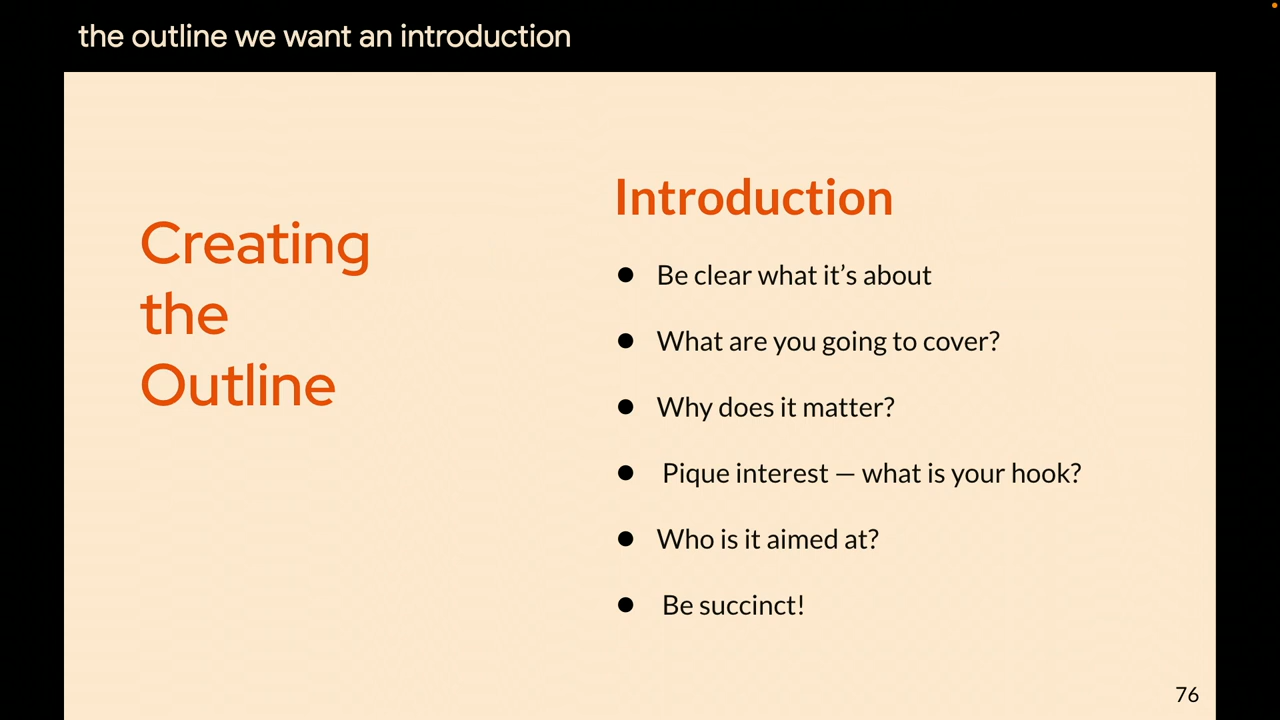 the outline we want an introduction
Creating
the
Outline
Introduction
● Be clear what it’s about
● What are you going to cover?
● Why does it matter?
● Pique interest — what is your hook?
● Who is it aimed at?
● Be succinct!
76